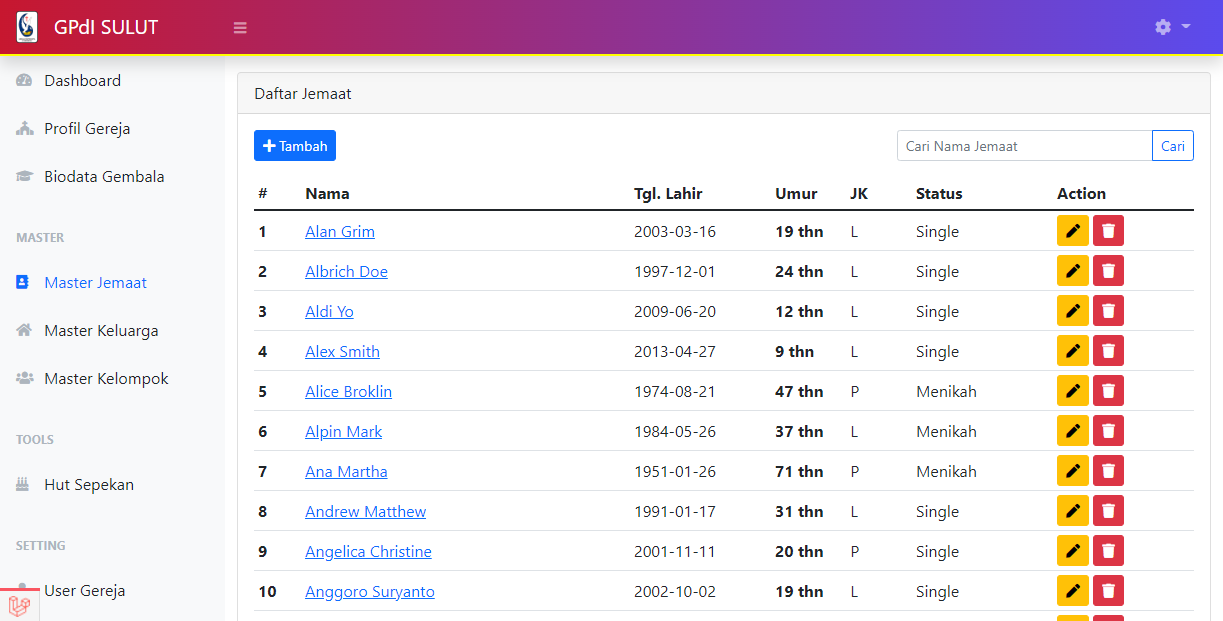 GPdI SULUT
Dashboard
Profil Gereja
Biodata Gembala
MASTER
Master Jemaat
Master Keluarga
Master Kelompok
TOOLS
Hut Sepekan
SETTING
User Gereja
Daftar Jemaat
Tambah
Cari Nama Jemaat Cari
# Nama Tgl. Lahir Umur JK Status Action
1 Alan Grim 2003-03-16 19 thn L Single
2 Albrich Doe 1997-12-01 24 thn L Single
3 Aldi Yo 2009-06-20 12 thn L Single
4 Alex Smith 2013-04-27 9 thn L Single
5 Alice Broklin 1974-08-21 47 thn P Menikah
6 Alpin Mark 1984-05-26 37 thn L Menikah
7 Ana Martha 1951-01-26 71 thn P Menikah
8 Andrew Matthew 1991-01-17 31 thn L Single
9 Angelica Christine 2001-11-11 20 thn P Single
10 Anggoro Suryanto 2002-10-02 19 thn L Single